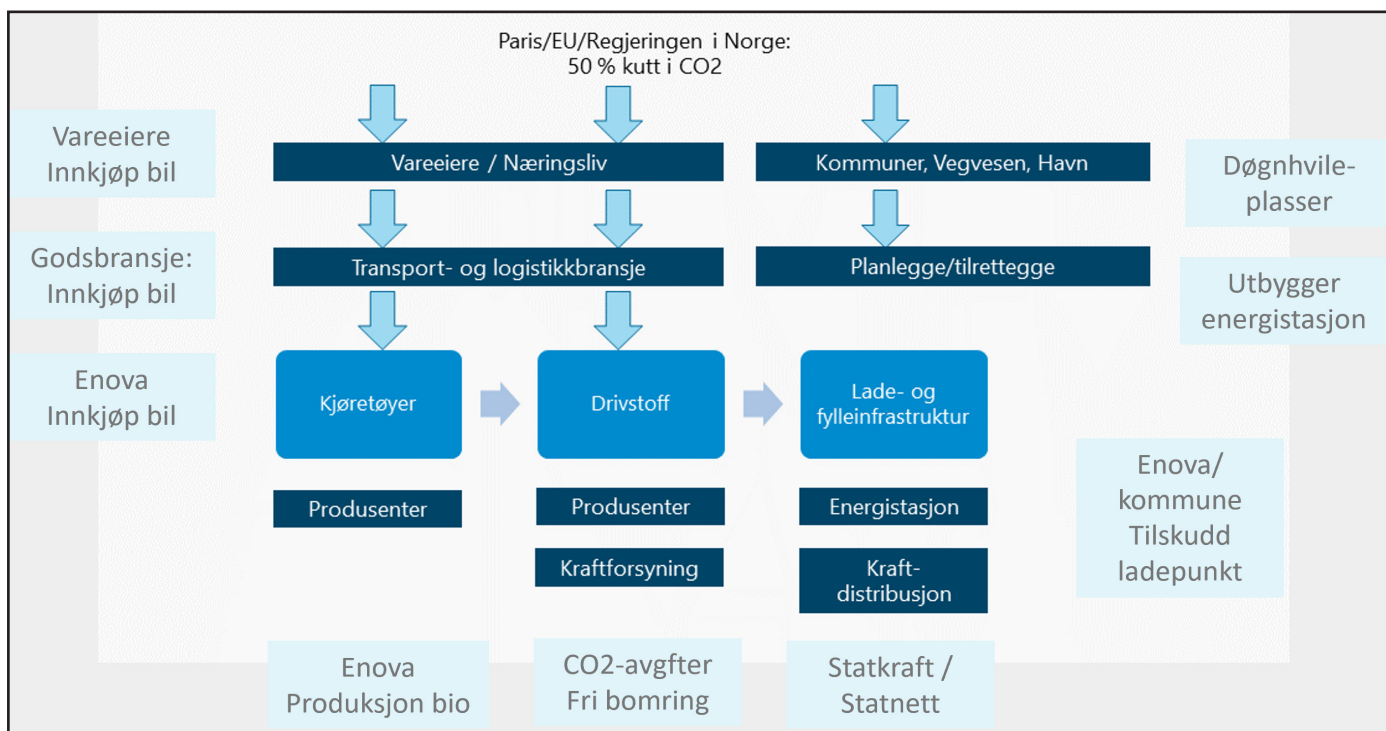 Paris/EU/Regjeringen i Norge:
50 % kutt i CO2
Vareeiere
Innkjøp bil
Vareeiere / Næringsliv
Kommuner, Vegvesen, Havn
Døgnhvile-
plasser
Godsbransje:
Innkjøp bil
Transport- og logistikkbransje
Planlegge/tilrettegge
Utbygger
energistasjon
Enova
Innkjøp bil
Kjøretøyer
Drivstoff
Lade- og
fylleinfrastruktur
Produsenter
Produsenter
Energistasjon
Enova/
kommune
Tilskudd
ladepunkt
Kraftforsyning
Kraft-
distribusjon
Enova
Produksjon bio
CO2-avgfter
Fri bomring
Statkraft /
Statnett